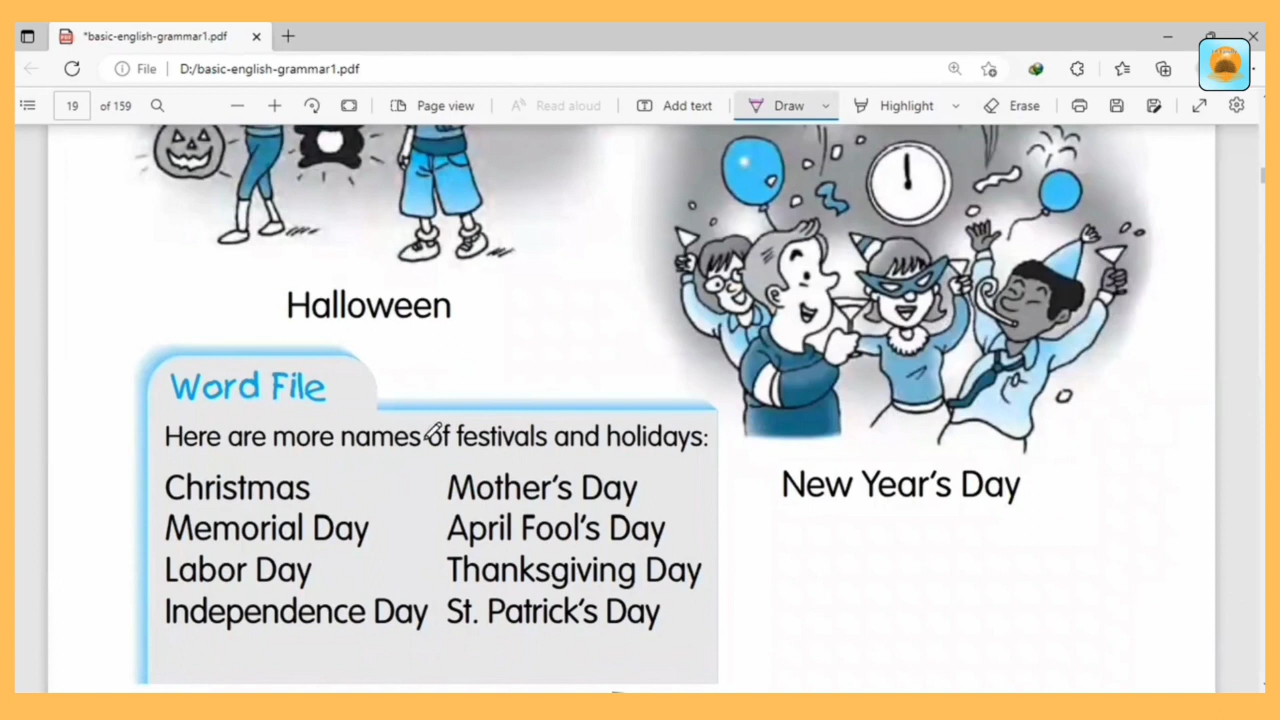 *basic-english-grammar1.pdf
File D:/basic-english-grammar1.pdf
19 of 159 Page view Read aloud Add text Draw Highlight Erase
Halloween
Word File
Here are more names of festivals and holidays:
Christmas Mother's Day
Memorial Day April Fool's Day
Labor Day Thanksgiving Day
Independence Day St. Patrick's Day
New Year's Day